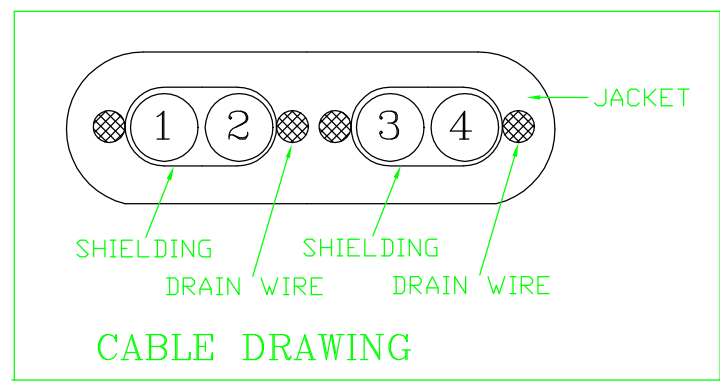 1 2 3 4
JACKET
SHIELDING SHIELDING
DRAIN WIRE DRAIN WIRE
CABLE DRAWING